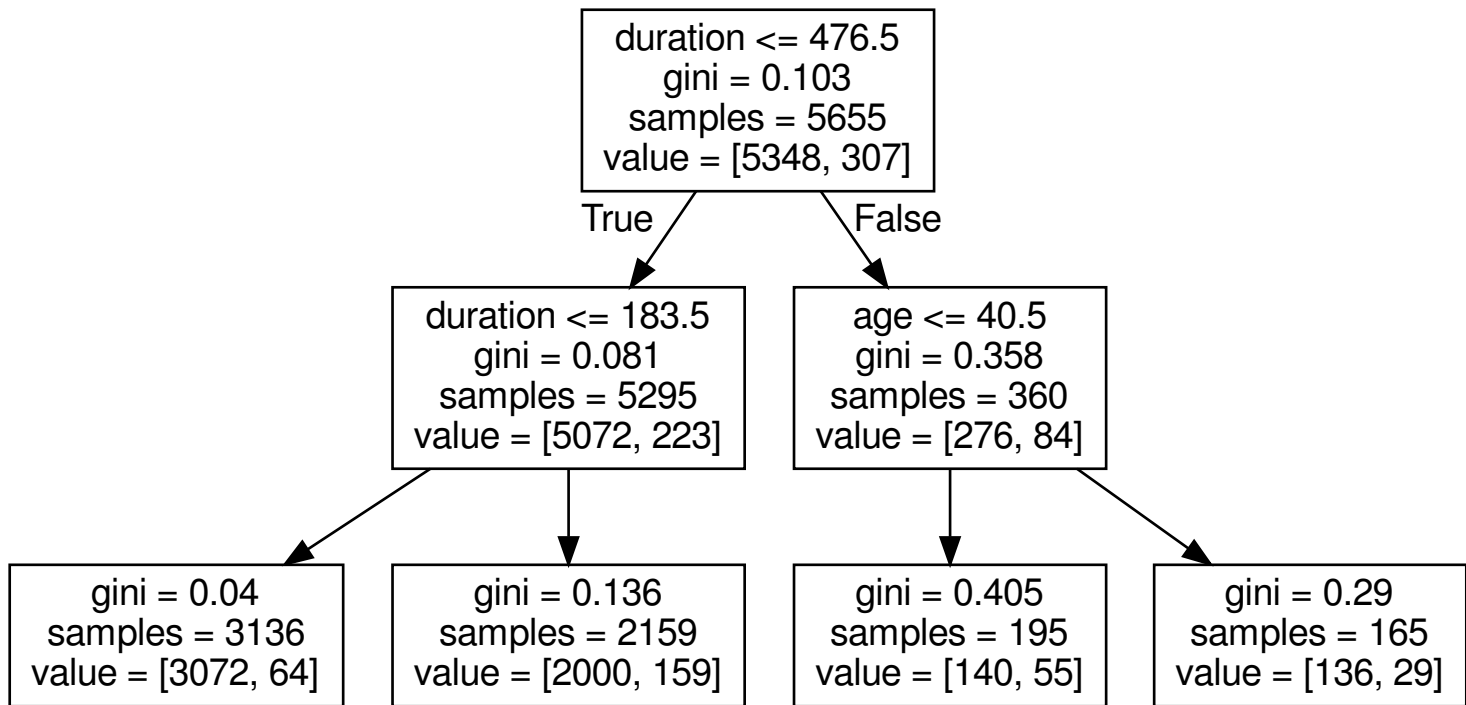 duration <= 476.5
gini = 0.103
samples = 5655
value = [5348, 307]
True
False
duration <= 183.5
gini = 0.081
samples = 5295
value = [5072, 223]
age <= 40.5
gini = 0.358
samples = 360
value = [276, 84]
gini = 0.04
samples = 3136
value = [3072, 64]
gini = 0.136
samples = 2159
value = [2000, 159]
gini = 0.405
samples = 195
value = [140, 55]
gini = 0.29
samples = 165
value = [136, 29]